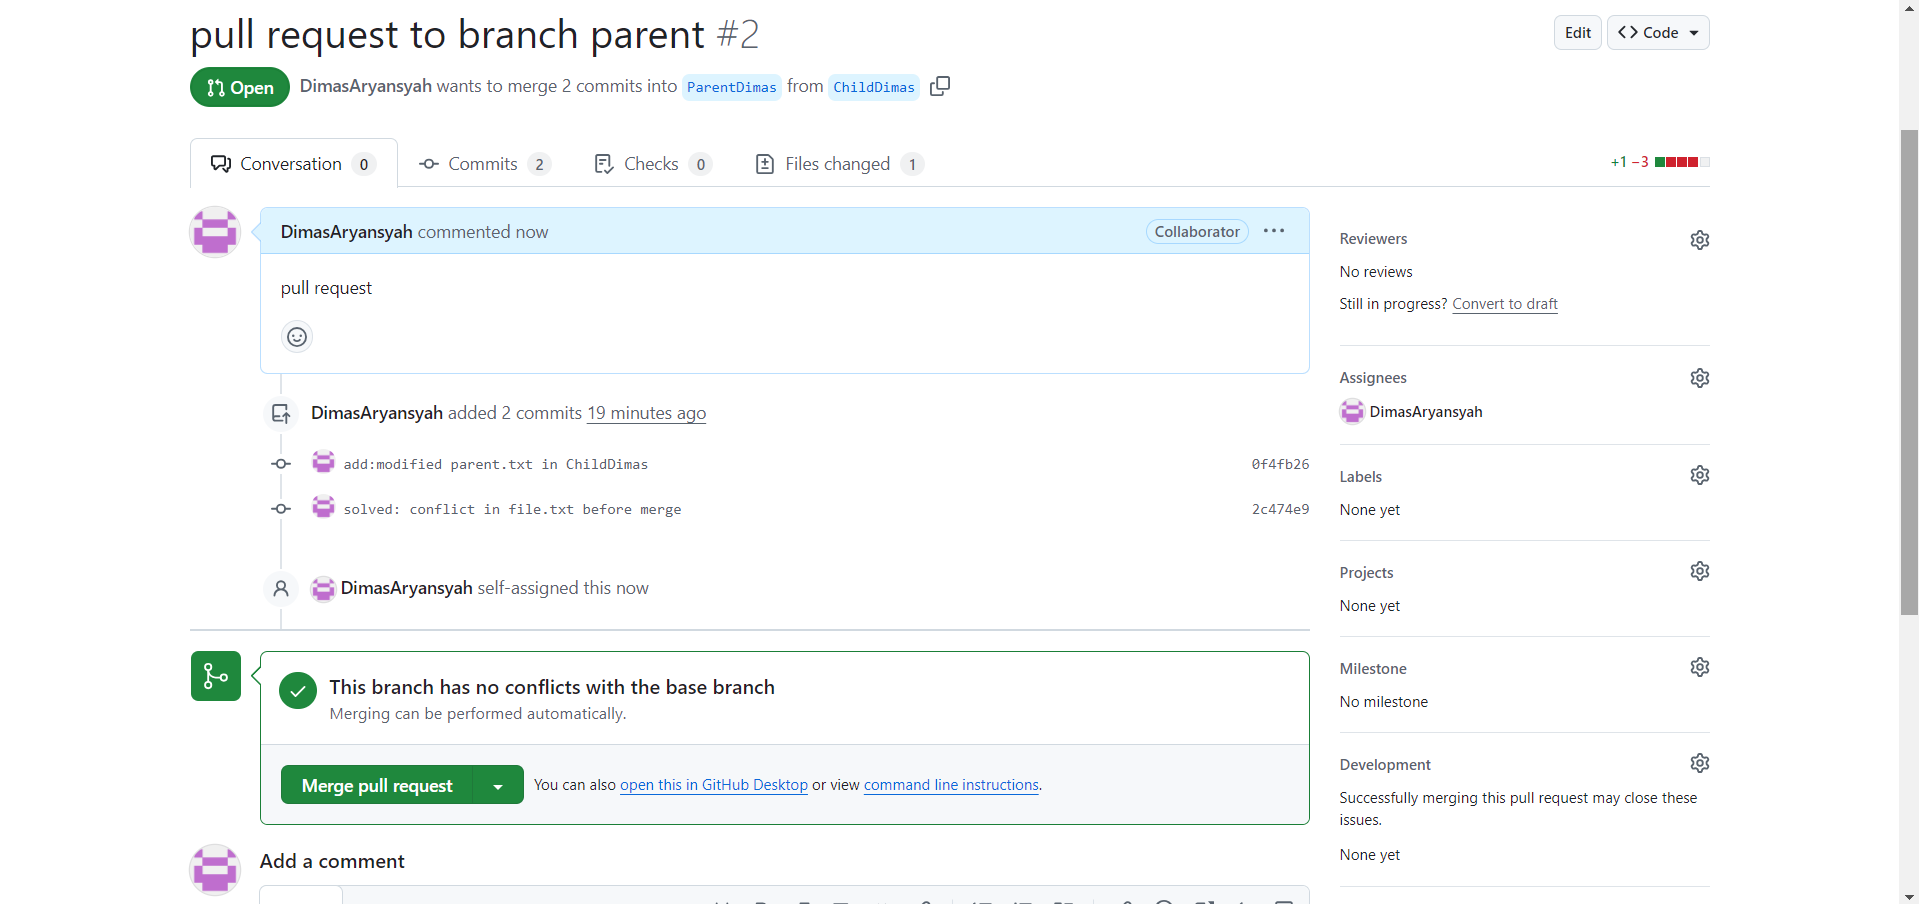 pull request to branch parent #2
Edit
Code
Open
DimasAryansyah wants to merge 2 commits into ParentDimas from ChildDimas
Conversation 0
Commits 2
Checks 0
Files changed 1
+1 −3
DimasAryansyah commented now
Collaborator
pull request
DimasAryansyah added 2 commits 19 minutes ago
add:modified parent.txt in ChildDimas
0f4fb26
solved: conflict in file.txt before merge
2c474e9
DimasAryansyah self-assigned this now
This branch has no conflicts with the base branch
Merging can be performed automatically.
Merge pull request
You can also open this in GitHub Desktop or view command line instructions.
Add a comment
Reviewers
No reviews
Still in progress? Convert to draft
Assignees
DimasAryansyah
Labels
None yet
Projects
None yet
Milestone
No milestone
Development
Successfully merging this pull request may close these
issues.
None yet